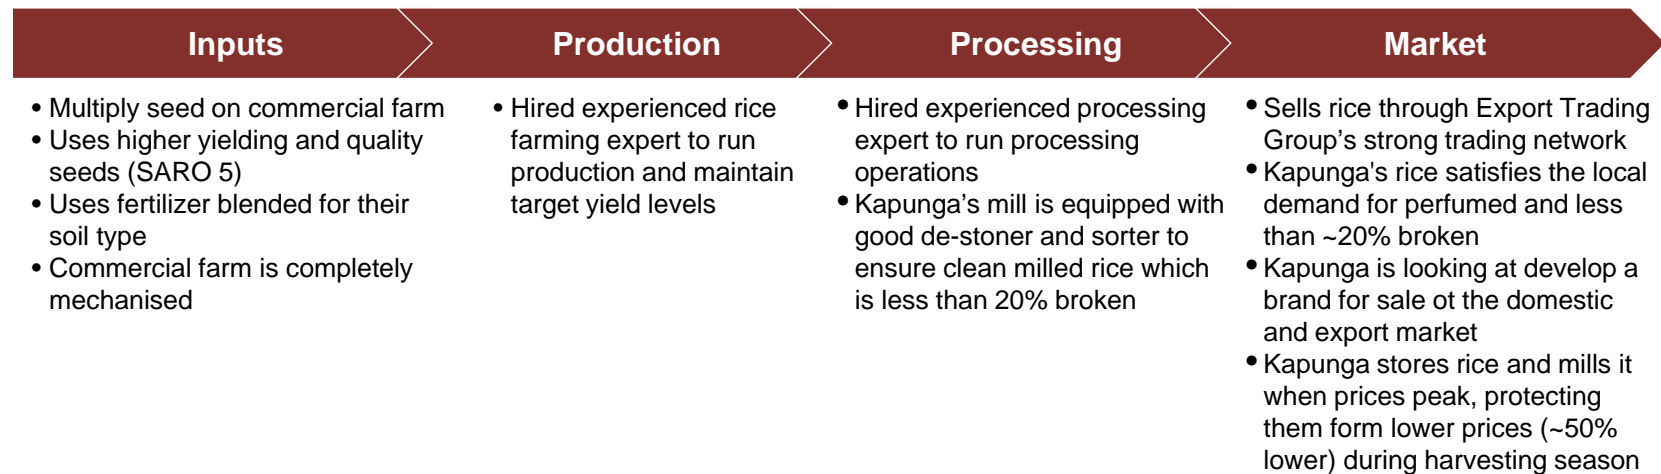 Inputs
Production
Processing
Market
• Multiply seed on commercial farm
• Uses higher yielding and quality
seeds (SARO 5)
• Uses fertilizer blended for their
soil type
• Commercial farm is completely
mechanised
• Hired experienced rice
farming expert to run
production and maintain
target yield levels
• Hired experienced processing
expert to run processing
operations
• Kapunga’s mill is equipped with
good de-stoner and sorter to
ensure clean milled rice which
is less than 20% broken
• Sells rice through Export Trading
Group’s strong trading network
• Kapunga's rice satisfies the local
demand for perfumed and less
than ~20% broken
• Kapunga is looking at develop a
brand for sale ot the domestic
and export market
• Kapunga stores rice and mills it
when prices peak, protecting
them form lower prices (~50%
lower) during harvesting season